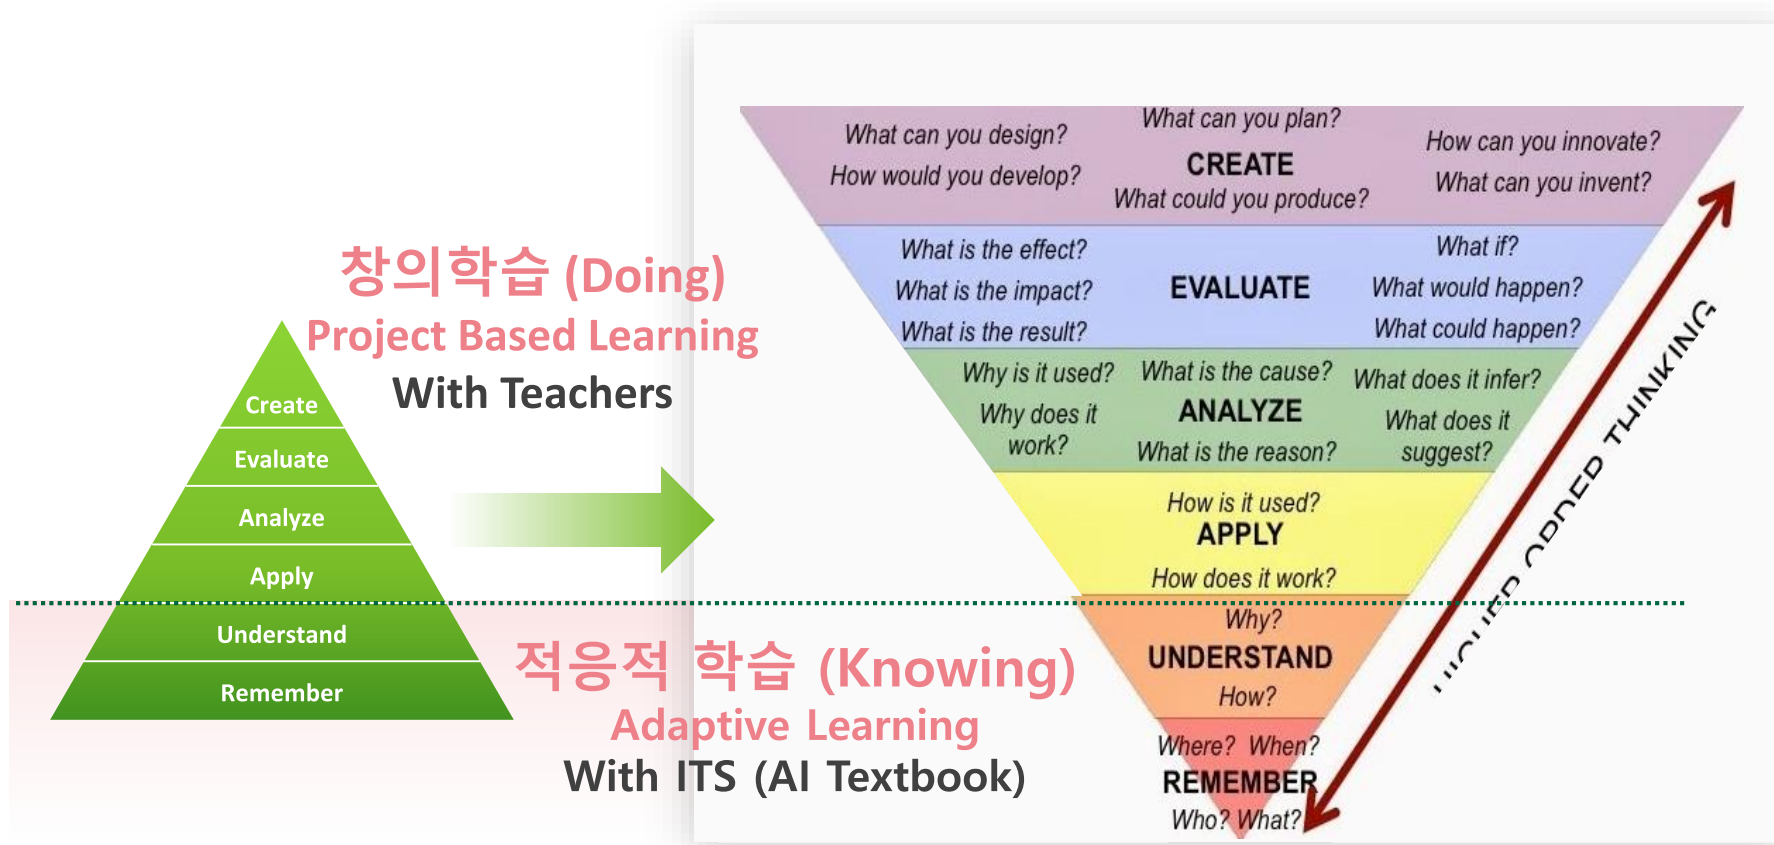 창의학습 (Doing)
Project Based Learning
With Teachers
Create
Evaluate
Analyze
Apply
Understand
Remember
적응적 학습 (Knowing)
Adaptive Learning
With ITS (AI Textbook)
What can you design?
How would you develop?
What can you plan?
CREATE
What could you produce?
How can you innovate?
What can you invent?
What is the effect?
What is the impact?
What is the result?
EVALUATE
What if?
What would happen?
What could happen?
Why is it used?
Why does it
work?
What is the cause?
ANALYZE
What is the reason?
What does it infer?
What does it
suggest?
How is it used?
APPLY
How does it work?
Why?
UNDERSTAND
How?
Where? When?
REMEMBER
Who? What?
HIGHER ORDER THINKING